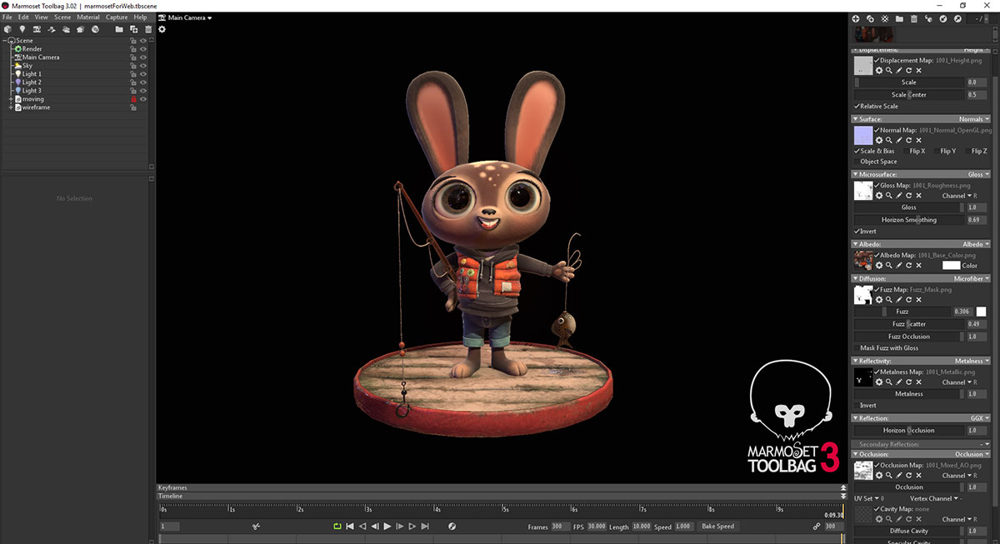 Marmoset Toolbag 3.02 | marmosetForWeb.tbscene
File Edit View Scene Material Capture Help
Scene
Render
Main Camera
Sky
Light 1
Light 2
Light 3
moving
wireframe
No Selection
Main Camera
MARMOSET
TOOLBAG 3
Keyframes
Timeline
0s 1s 2s 3s 4s 5s 6s 7s 8s 9s
0:09.30
1
Frames 300 FPS 30.000 Length 10.000 Speed 1.000 Bake Speed
300
Displacement: Height
Displacement Map: 1001_Height.png
Scale 0.0
Scale Center 0.5
Relative Scale
Surface: Normals
Normal Map: 1001_Normal_OpenGL.png
Scale & Bias Flip X Flip Y Flip Z
Object Space
Microsurface: Gloss
Gloss Map: 1001_Roughness.png
Channel R
Gloss 1.0
Horizon Smoothing 0.69
Invert
Albedo: Albedo
Albedo Map: 1001_Base_Color.png
Color
Diffusion: Microfiber
Fuzz Map: Fuzz_Mask.png
Fuzz 0.306
Fuzz Scatter 0.49
Fuzz Occlusion 1.0
Mask Fuzz with Gloss
Reflectivity: Metalness
Metalness Map: 1001_Metallic.png
Channel R
Metalness 1.0
Invert
Reflection: GGX
Horizon Occlusion 1.0
Secondary Reflection: -
Occlusion: Occlusion
Occlusion Map: 1001_Mixed_AO.png
Channel R
Occlusion 1.0
UV Set 0 Vertex Channel -
Cavity Map: none
Channel R
Diffuse Cavity 1.0
Specular Cavity